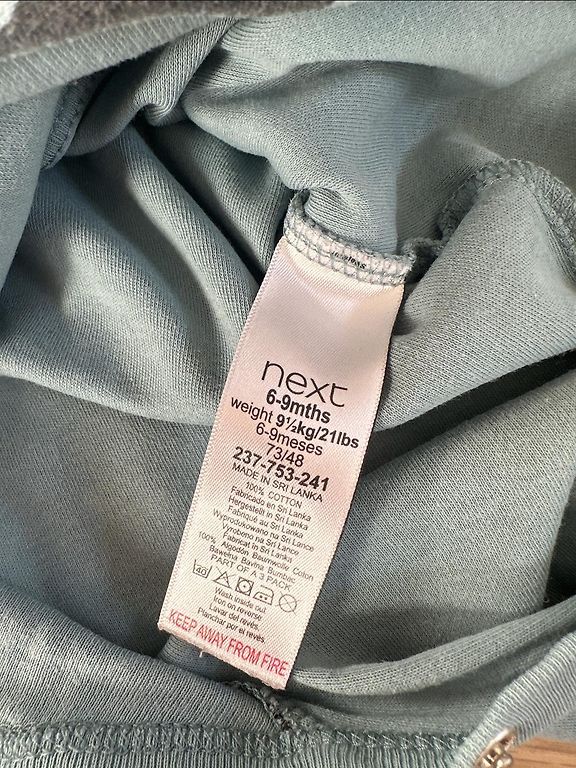 next
6-9mths
weight 9½kg/21lbs
6-9meses
73/48
237-753-241
MADE IN SRI LANKA
100% COTTON
Fabricado en Sri Lanka
Hergestellt in Sri Lanka
Fabriqué au Sri Lanka
Wyprodukowano na Sri Lance
Vyrobeno na Sri Lance
Fabricat in Sri Lanka
100% Algodón Baumwolle Coton
Bawełna Bavlna Bumbac
PART OF A 3 PACK
40
Wash inside out
Iron on reverse
Lavar del revés.
Planchar por el revés.
KEEP AWAY FROM FIRE